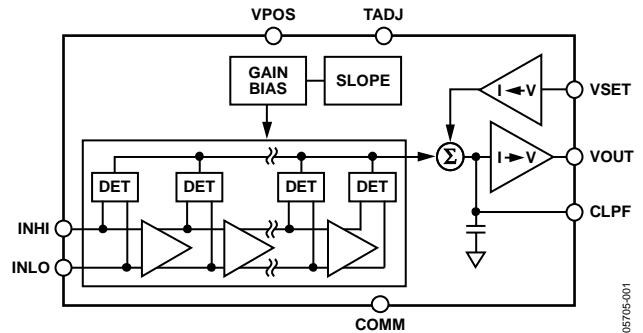 VPOS TADJ
GAIN
BIAS
SLOPE
I V
VSET
Σ
I V
VOUT
DET DET DET DET
CLPF
INHI
INLO
COMM
05705-001